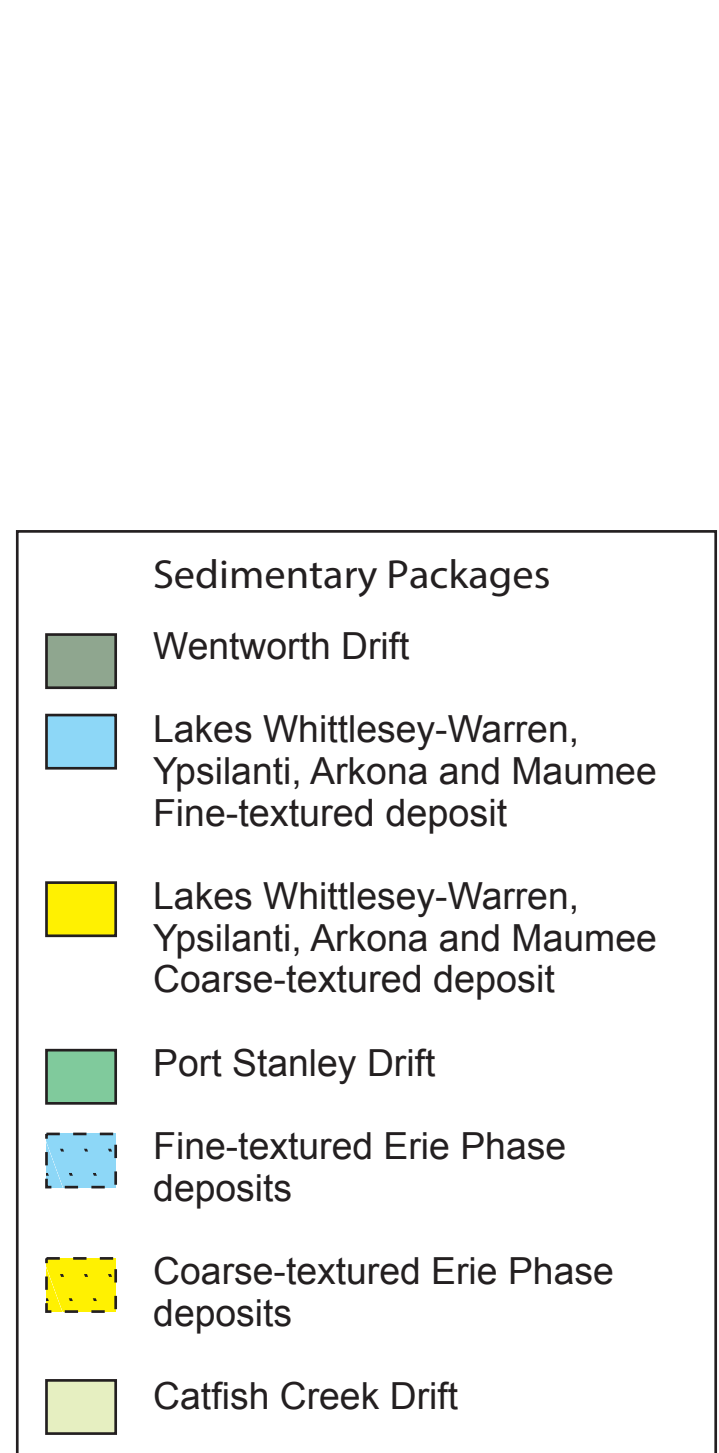 Sedimentary Packages
Wentworth Drift
Lakes Whittlesey-Warren,
Ypsilanti, Arkona and Maumee
Fine-textured deposit
Lakes Whittlesey-Warren,
Ypsilanti, Arkona and Maumee
Coarse-textured deposit
Port Stanley Drift
Fine-textured Erie Phase
deposits
Coarse-textured Erie Phase
deposits
Catfish Creek Drift